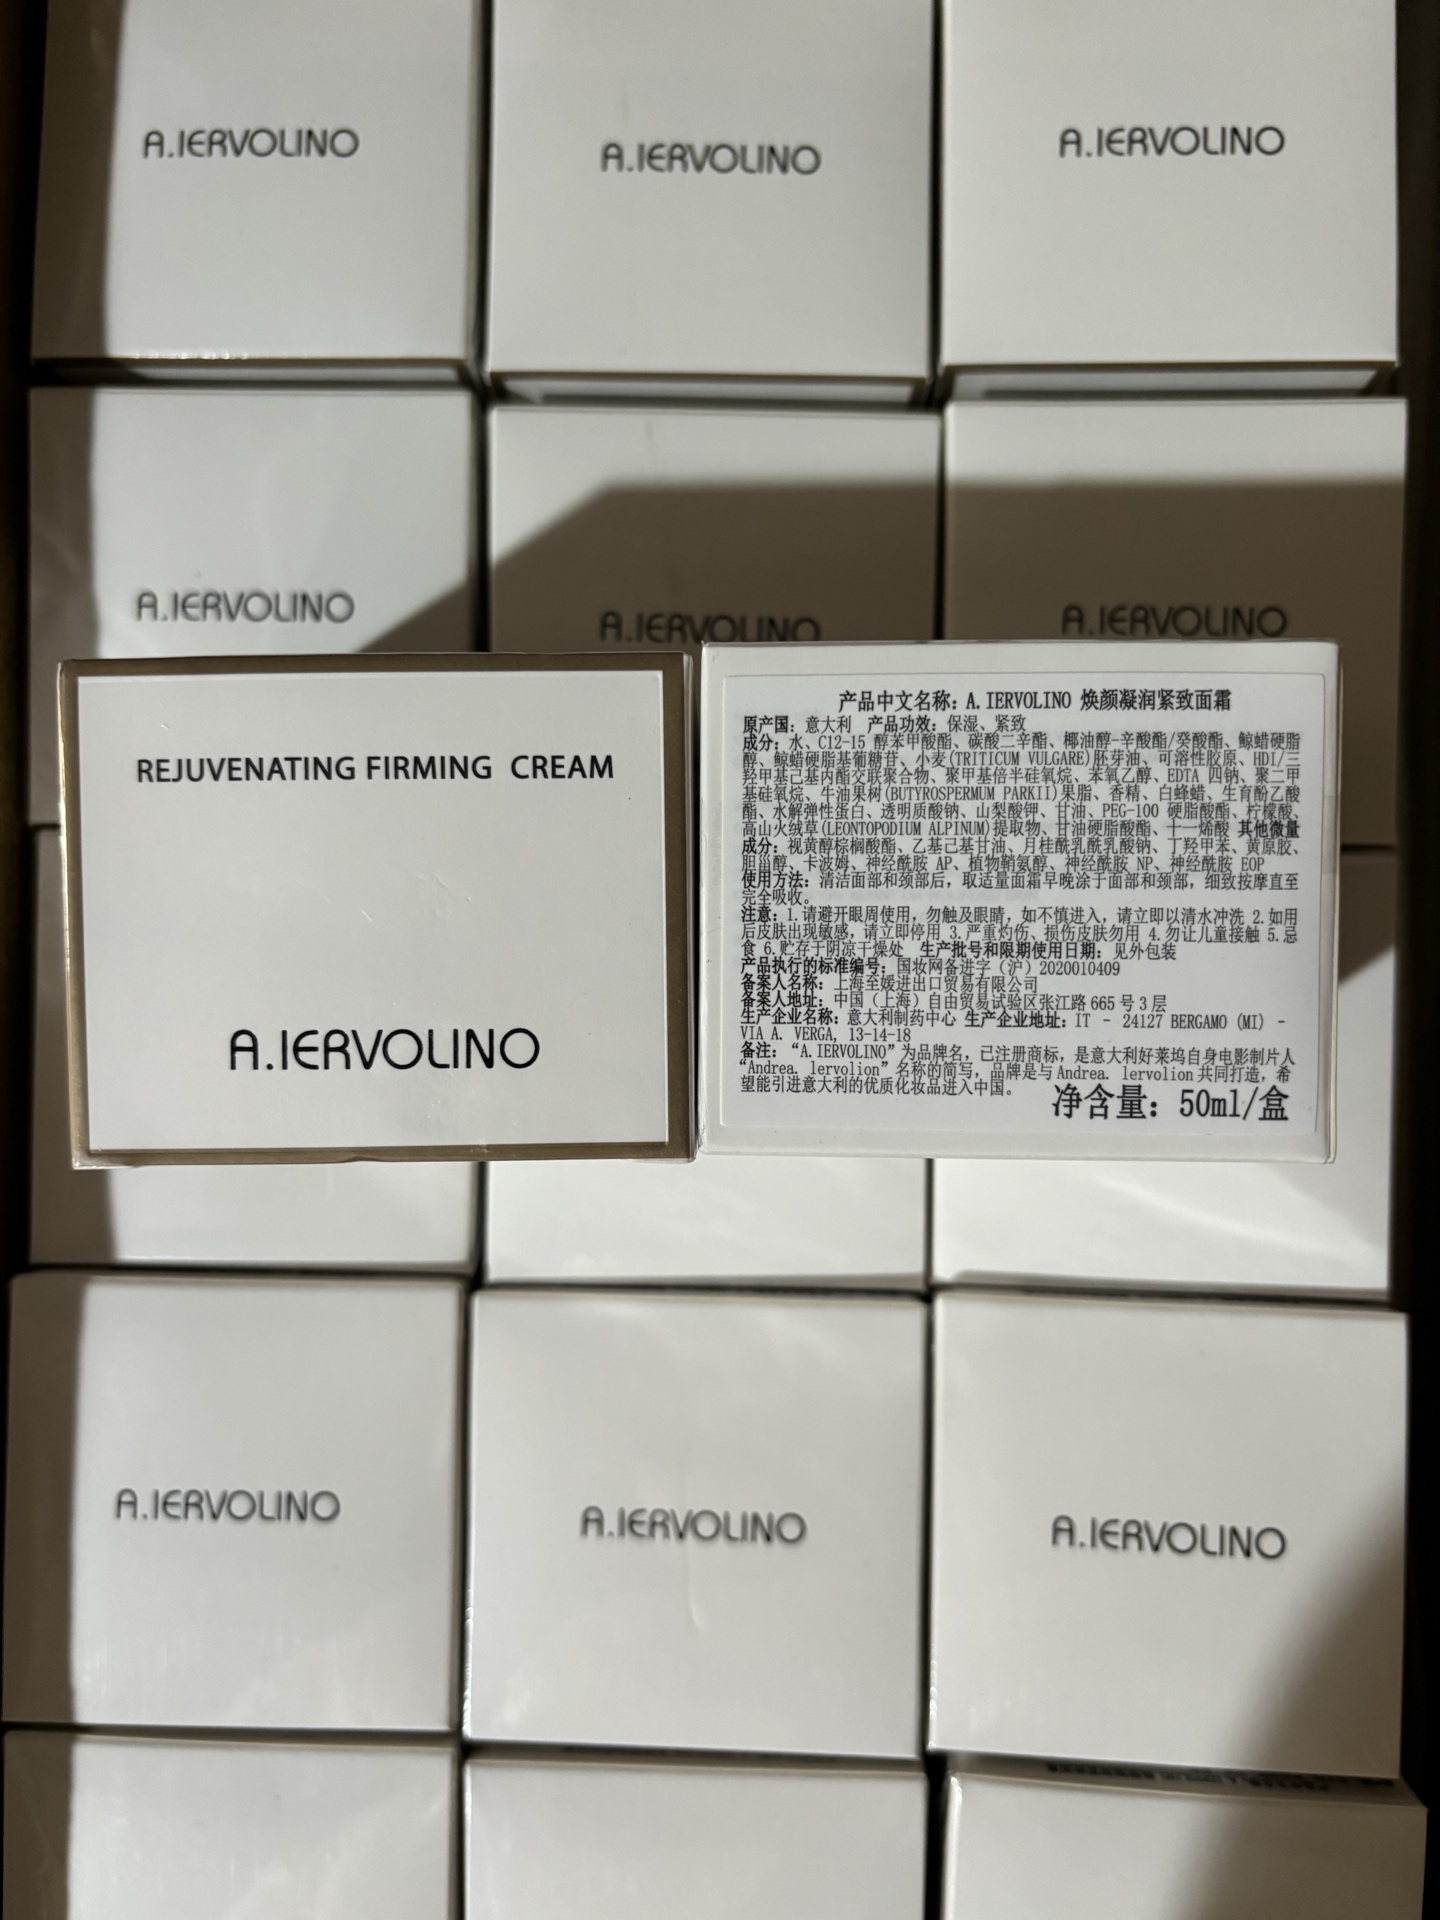 A.IERVOLINO
A.IERVOLINO
A.IERVOLINO
A.IERVOLINO
A.IERVOLINO
A.IERVOLINO
REJUVENATING FIRMING CREAM
A.IERVOLINO
产品中文名称：A.IERVOLINO 焕颜凝润紧致面霜
原产国：意大利 产品功效：保湿、紧致
成分：水、C12-15 醇苯甲酸酯、碳酸二辛酯、椰油醇-辛酸酯/癸酸酯、鲸蜡硬脂
醇、鲸蜡硬脂基葡糖苷、小麦(TRITICUM VULGARE)胚芽油、可溶性胶原、HDI/三
羟甲基己基内酯交联聚合物、聚甲基倍半硅氧烷、苯氧乙醇、EDTA 四钠、聚二甲
基硅氧烷、牛油果树(BUTYROSPERMUM PARKII)果脂、香精、白蜂蜡、生育酚乙酸
酯、水解弹性蛋白、透明质酸钠、山梨酸钾、甘油、PEG-100 硬脂酸酯、柠檬酸、
高山火绒草(LEONTOPODIUM ALPINUM)提取物、甘油硬脂酸酯、十一烯酸 其他微量
成分：视黄醇棕榈酸酯、乙基己基甘油、月桂酰乳酰乳酸钠、丁羟甲苯、黄原胶、
胆甾醇、卡波姆、神经酰胺 AP、植物鞘氨醇、神经酰胺 NP、神经酰胺 EOP
使用方法：清洁面部和颈部后，取适量面霜早晚涂于面部和颈部，细致按摩直至
完全吸收。
注意：1.请避开眼周使用，勿触及眼睛，如不慎进入，请立即以清水冲洗 2.如用
后皮肤出现敏感，请立即停用 3.严重灼伤、损伤皮肤勿用 4.勿让儿童接触 5.忌
食 6.贮存于阴凉干燥处 生产批号和限期使用日期：见外包装
产品执行的标准编号：国妆网备进字（沪）2020010409
备案人名称：上海至媛进出口贸易有限公司
备案人地址：中国（上海）自由贸易试验区张江路 665 号 3 层
生产企业名称：意大利制药中心 生产企业地址：IT - 24127 BERGAMO (MI) -
VIA A. VERGA, 13-14-18
备注：“A.IERVOLINO”为品牌名，已注册商标，是意大利好莱坞自身电影制片人
“Andrea. lervolion”名称的简写，品牌是与 Andrea. lervolion 共同打造，希
望能引进意大利的优质化妆品进入中国。
净含量：50ml/盒
A.IERVOLINO
A.IERVOLINO
A.IERVOLINO